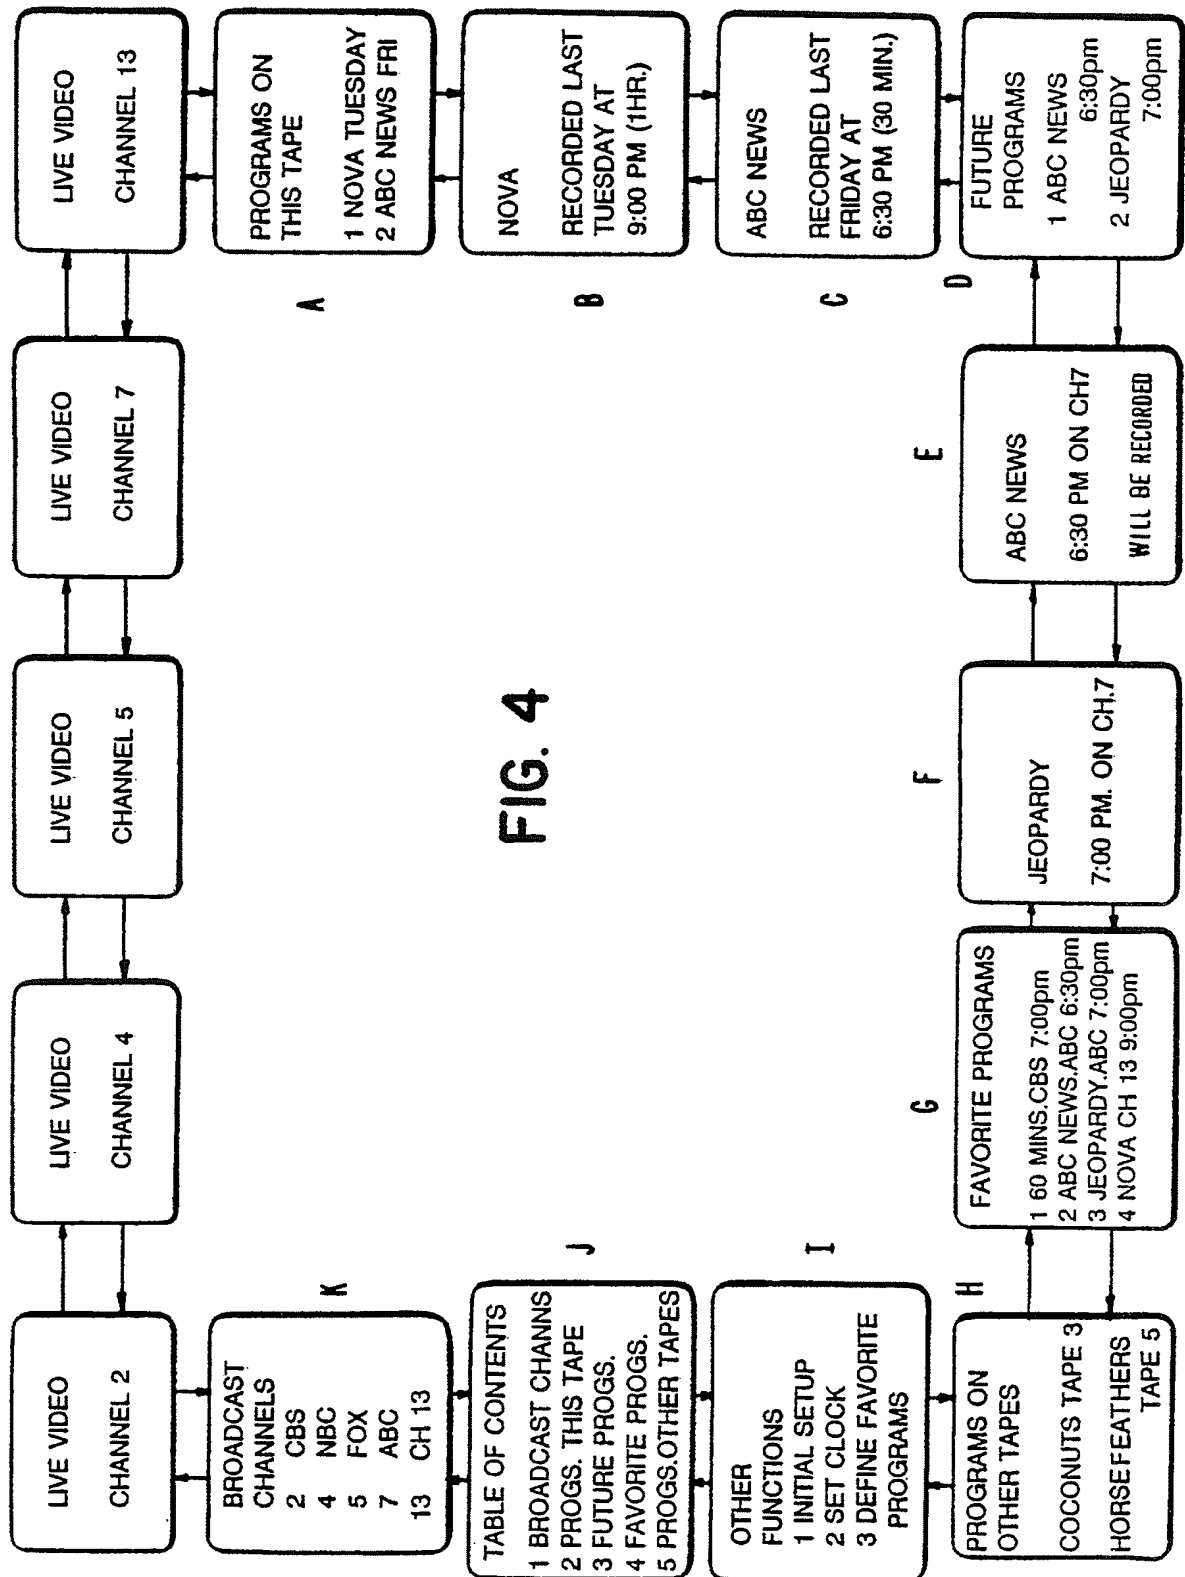 LIVE VIDEO
CHANNEL 2
LIVE VIDEO
CHANNEL 4
LIVE VIDEO
CHANNEL 5
LIVE VIDEO
CHANNEL 7
LIVE VIDEO
CHANNEL 13
A
PROGRAMS ON
THIS TAPE
1 NOVA TUESDAY
2 ABC NEWS FRI
B
NOVA
RECORDED LAST
TUESDAY AT
9:00 PM (1HR.)
C
ABC NEWS
RECORDED LAST
FRIDAY AT
6:30 PM (30 MIN.)
D
FUTURE
PROGRAMS
1 ABC NEWS
6:30pm
2 JEOPARDY
7:00pm
E
ABC NEWS
6:30 PM ON CH7
WILL BE RECORDED
F
JEOPARDY
7:00 PM. ON CH.7
G
FAVORITE PROGRAMS
1 60 MINS.CBS 7:00pm
2 ABC NEWS.ABC 6:30pm
3 JEOPARDY.ABC 7:00pm
4 NOVA CH 13 9:00pm
H
PROGRAMS ON
OTHER TAPES
COCONUTS TAPE 3
HORSEFEATHERS
TAPE 5
I
OTHER
FUNCTIONS
1 INITIAL SETUP
2 SET CLOCK
3 DEFINE FAVORITE
PROGRAMS
J
TABLE OF CONTENTS
1 BROADCAST CHANNS
2 PROGS. THIS TAPE
3 FUTURE PROGS.
4 FAVORITE PROGS.
5 PROGS.OTHER TAPES
K
BROADCAST
CHANNELS
2 CBS
4 NBC
5 FOX
7 ABC
13 CH 13
FIG. 4